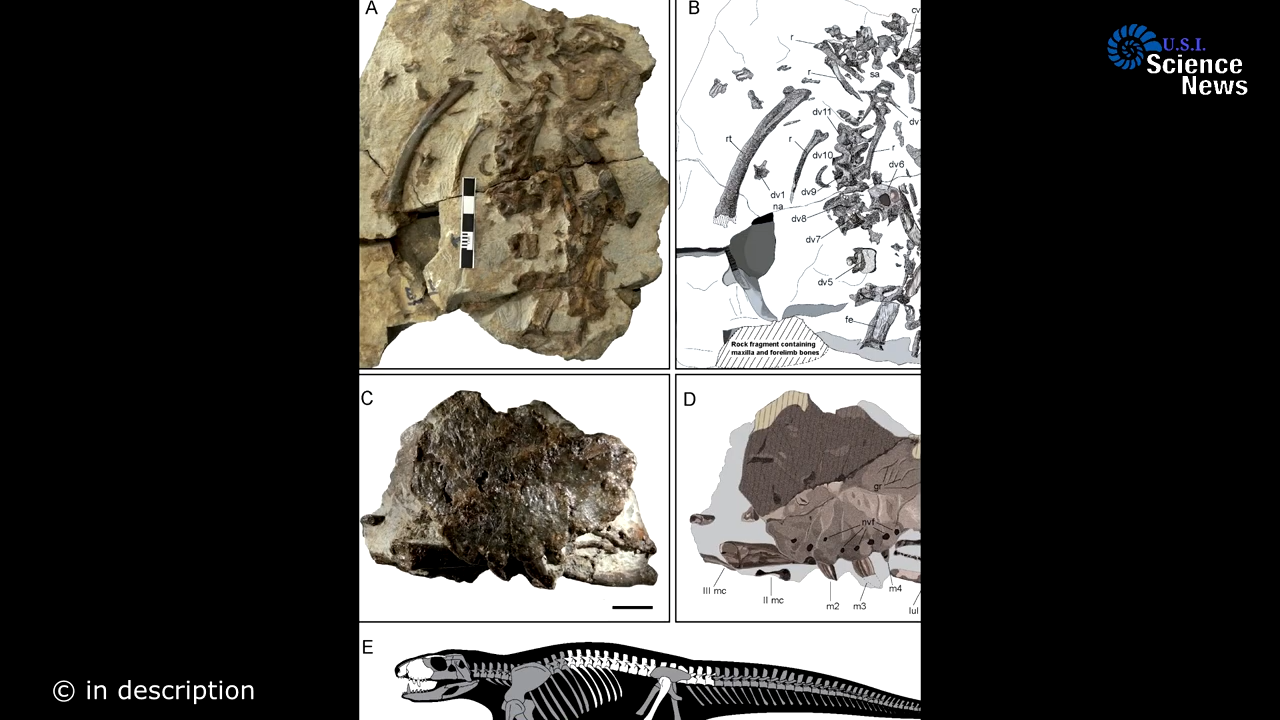 A
B
U.S.I.
Science
News
cv
r
r
sa
dv11
dv
rt
r
r
dv10
dv6
dv1
dv9
na
dv8
dv7
dv5
fe
Rock fragment containing
maxilla and forelimb bones
C
D
gr
nvf
III mc
II mc
m2
m3
m4
lul
E
© in description